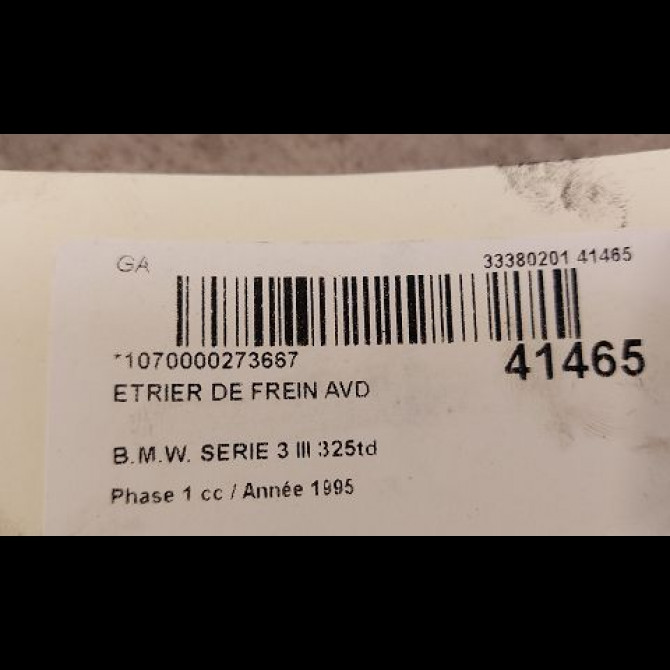 GA 33380201 41465
*1070000273667 41465
ETRIER DE FREIN AVD
B.M.W. SERIE 3 III 325td
Phase 1 cc / Année 1995